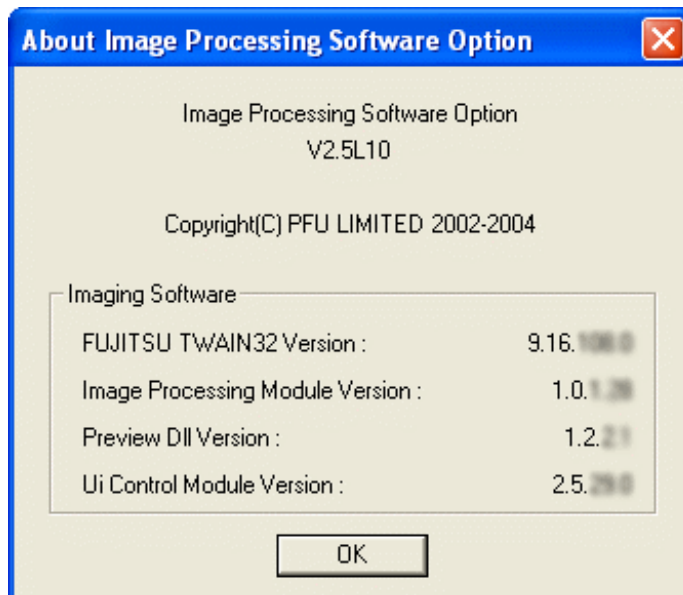 About Image Processing Software Option
Image Processing Software Option
V2.5L10
Copyright(C) PFU LIMITED 2002-2004
Imaging Software
FUJITSU TWAIN32 Version : 9.16.
Image Processing Module Version : 1.0.
Preview Dll Version : 1.2.
Ui Control Module Version : 2.5.
OK